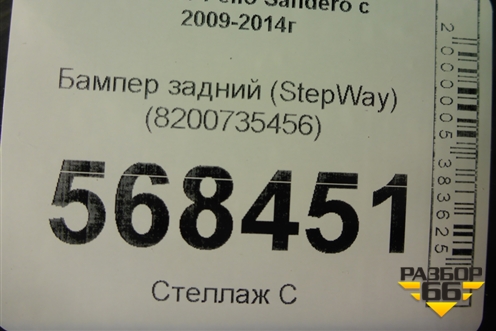 Sandero с
2009-2014г
Бампер задний (StepWay)
(8200735456)
568451
Стеллаж С
2000005383625
РАЗБОР
66